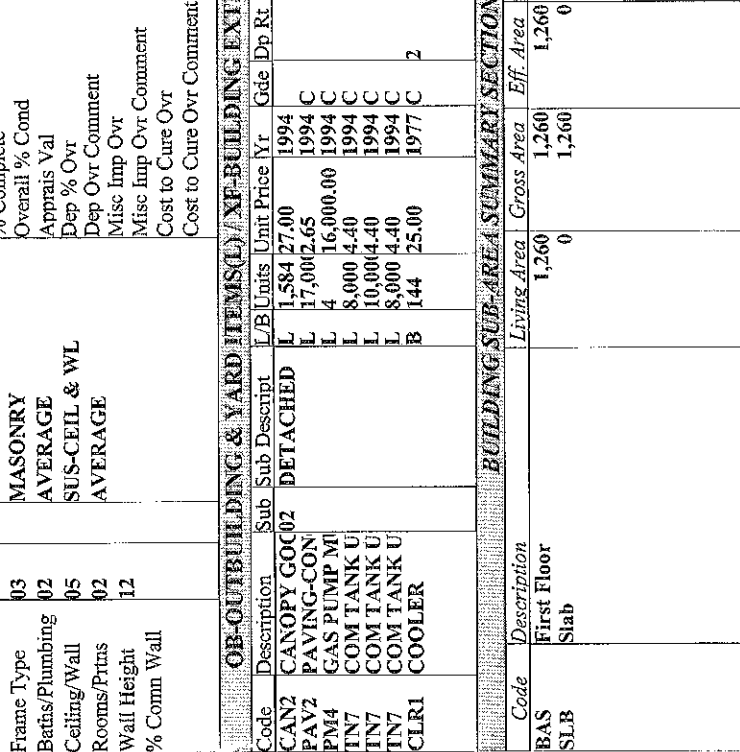 % Complete
Overall % Cond
Apprais Val
Dep % Ovr
Dep Ovr Comment
Misc Imp Ovr
Misc Imp Ovr Comment
Cost to Cure Ovr
Cost to Cure Ovr Comment
Frame Type 03 MASONRY
Baths/Plumbing 02 AVERAGE
Ceiling/Wall 05 SUS-CEIL & WL
Rooms/Prtns 02 AVERAGE
Wall Height 12
% Comn Wall
OB-OUTBUILDING & YARD ITEMS(L) / XF-BUILDING EXT
Code Description Sub Sub Descript L/B Units Unit Price Yr Gde Dp Rt
CAN2 CANOPY GOO 02 DETACHED L 1,584 27.00 1994
PAV2 PAVING-CON L 17,000 2.65 1994 C
PM4 GAS PUMP M L 4 16,000.00 1994 C
TN7 COM TANK U L 8,000 4.40 1994 C
TN7 COM TANK U L 10,000 4.40 1994 C
TN7 COM TANK U L 8,000 4.40 1994 C
CLR1 COOLER B 144 25.00 1977 C 2
BUILDING SUB-AREA SUMMARY SECTION
Code Description Living Area Gross Area Eff. Area
BAS First Floor 1,260 1,260 1,260
SLB Slab 0 1,260 0